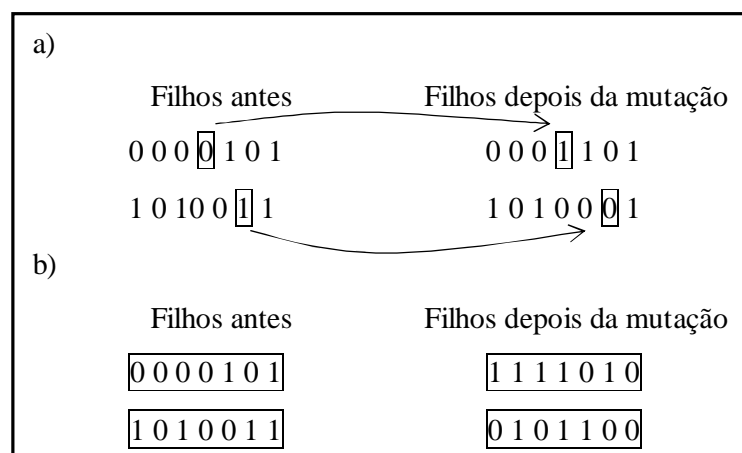 a)
Filhos antes Filhos depois da mutação
0 0 0 0 1 0 1 0 0 0 1 1 0 1
1 0 10 0 1 1 1 0 1 0 0 0 1
b)
Filhos antes Filhos depois da mutação
0 0 0 0 1 0 1 1 1 1 1 0 1 0
1 0 1 0 0 1 1 0 1 0 1 1 0 0